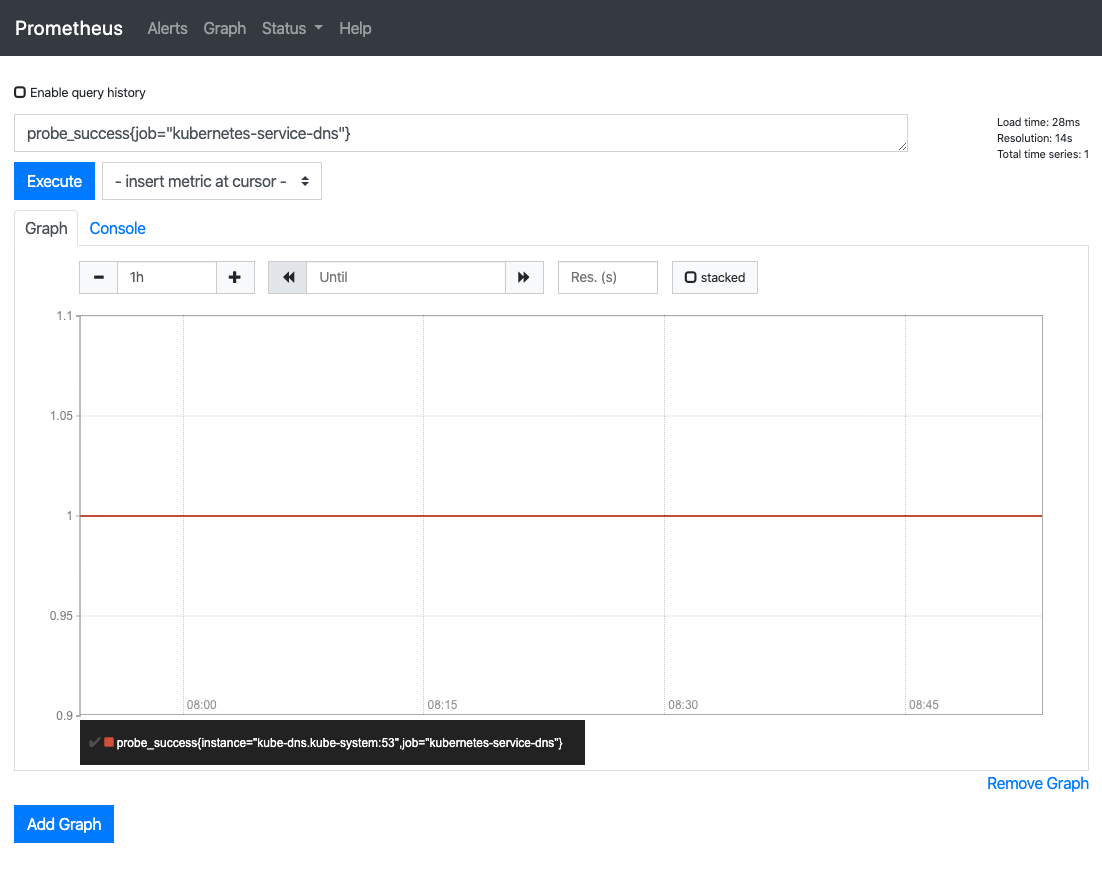 Prometheus Alerts Graph Status Help
Enable query history
probe_success{job="kubernetes-service-dns"}
Load time: 28ms
Resolution: 14s
Total time series: 1
Execute - insert metric at cursor -
Graph Console
1h Until Res. (s) stacked
1.1
1.05
1
0.95
0.9
08:00 08:15 08:30 08:45
probe_success{instance="kube-dns.kube-system:53",job="kubernetes-service-dns"}
Remove Graph
Add Graph